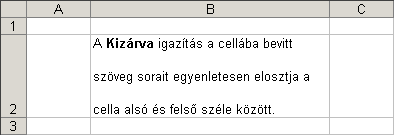 A B C
1
A Kizárva igazítás a cellába bevitt
szöveg sorait egyenletesen elosztja a
2 cella alsó és felső széle között.
3